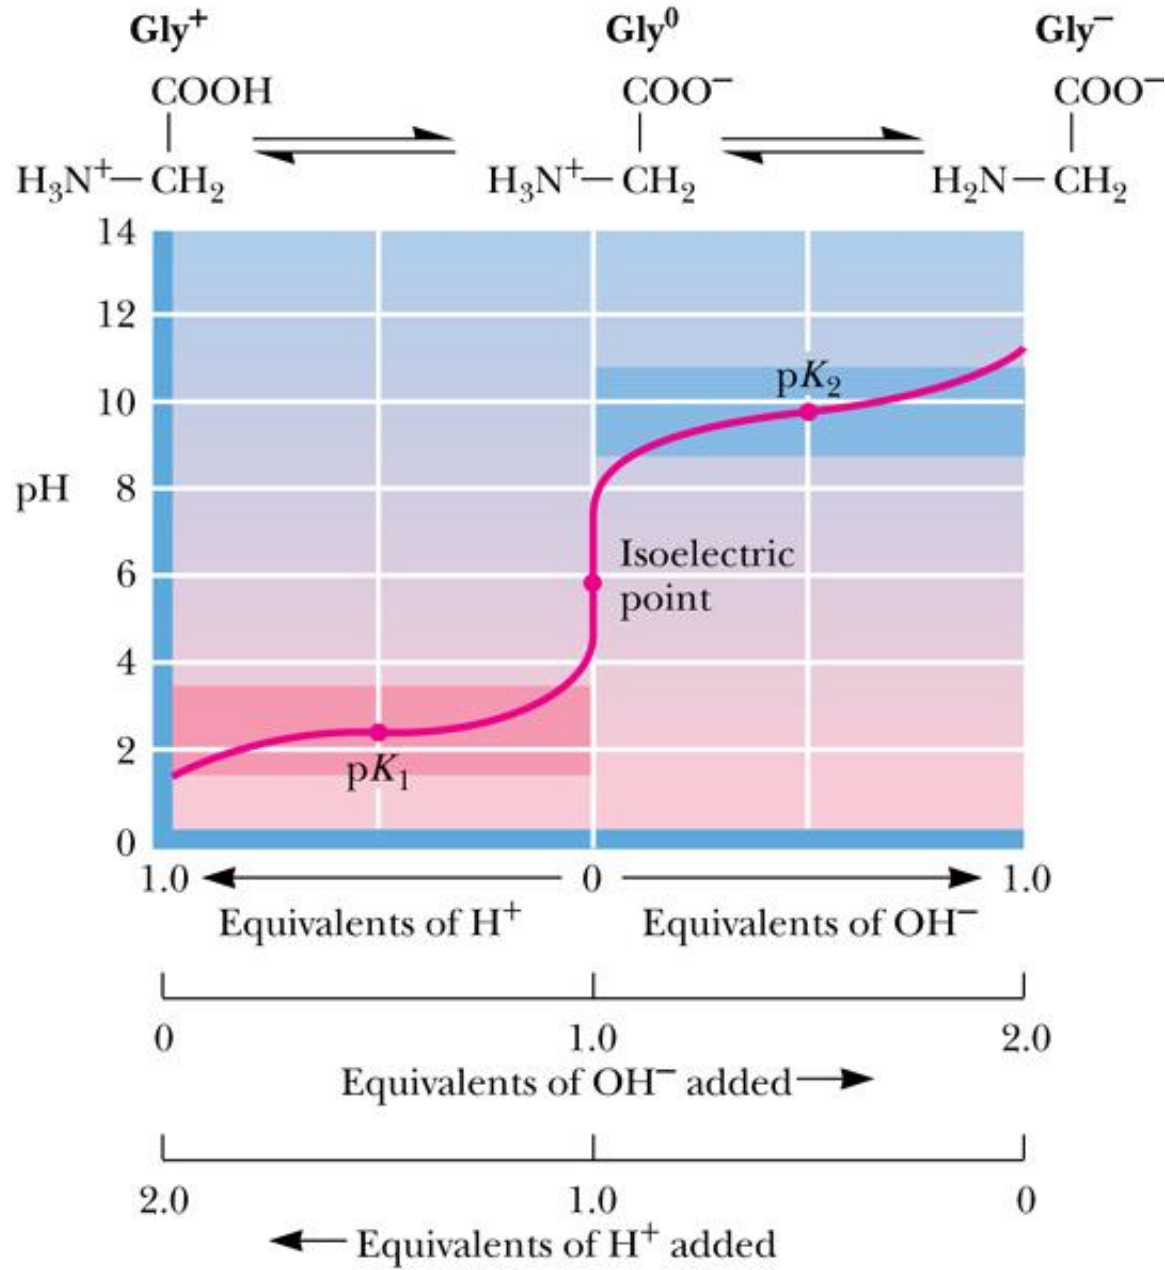 Gly⁺ Gly⁰ Gly⁻
COOH COO⁻ COO⁻
H₃N⁺—CH₂ H₃N⁺—CH₂ H₂N—CH₂
14
12
pK₂
10
pH
8
Isoelectric
6
point
4
2
pK₁
0
1.0 0 1.0
Equivalents of H⁺ Equivalents of OH⁻
0 1.0 2.0
Equivalents of OH⁻ added
2.0 1.0 0
Equivalents of H⁺ added